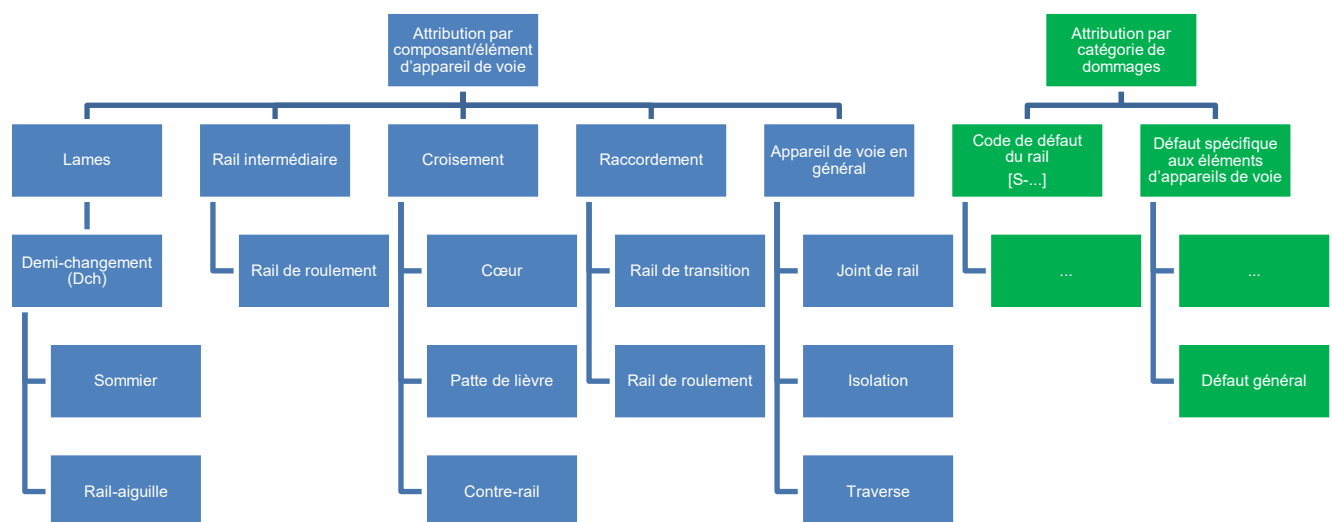 Attribution par
composant/élément
d'appareil de voie
Attribution par
catégorie de
dommages
Lames
Rail intermédiaire
Croisement
Raccordement
Appareil de voie en
général
Code de défaut
du rail
[S-...]
Défaut spécifique
aux éléments
d'appareils de voie
Demi-changement
(Dch)
Rail de roulement
Cœur
Rail de transition
Joint de rail
...
...
Sommier
Patte de lièvre
Rail de roulement
Isolation
Défaut général
Rail-aiguille
Contre-rail
Traverse